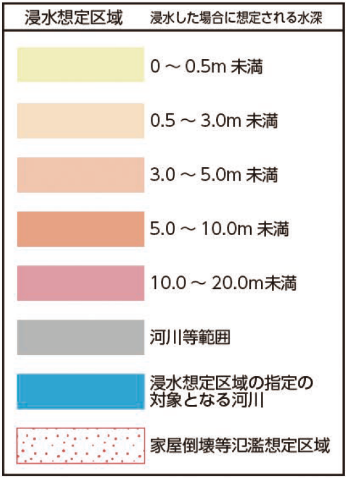 浸水想定区域 浸水した場合に想定される水深
0 ～ 0.5m 未満
0.5 ～ 3.0m 未満
3.0 ～ 5.0m 未満
5.0 ～ 10.0m 未満
10.0 ～ 20.0m未満
河川等範囲
浸水想定区域の指定の
対象となる河川
家屋倒壊等氾濫想定区域